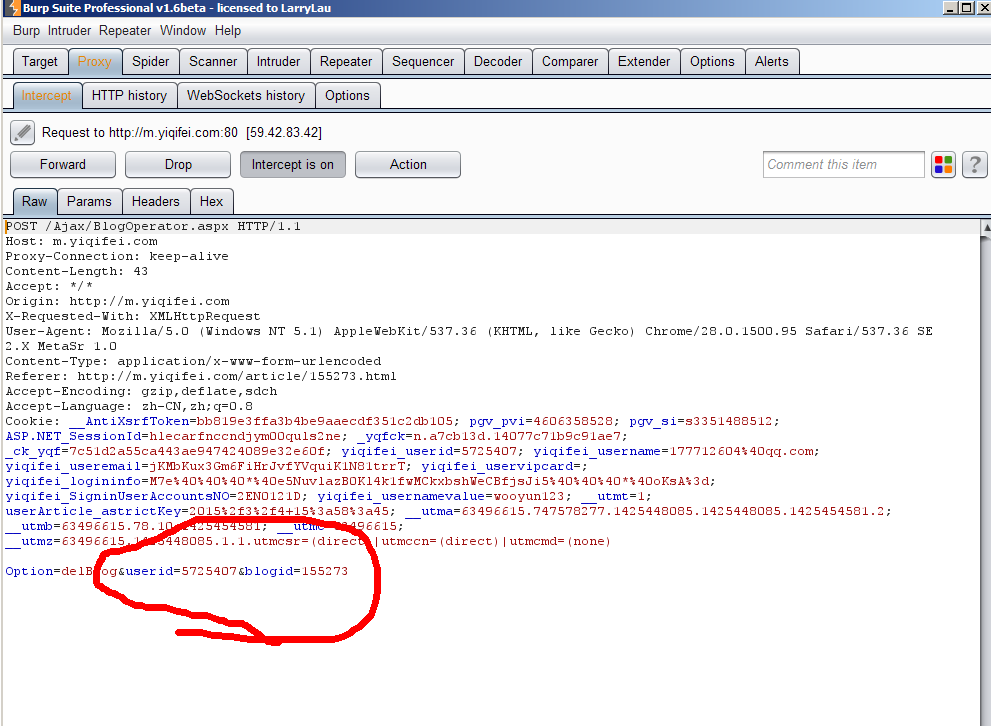 Burp Suite Professional v1.6beta - licensed to LarryLau
Burp Intruder Repeater Window Help
Target Proxy Spider Scanner Intruder Repeater Sequencer Decoder Comparer Extender Options Alerts
Intercept HTTP history WebSockets history Options
Request to http://m.yiqifei.com:80 [59.42.83.42]
Forward Drop Intercept is on Action Comment this item ?
Raw Params Headers Hex
POST /Ajax/BlogOperator.aspx HTTP/1.1
Host: m.yiqifei.com
Proxy-Connection: keep-alive
Content-Length: 43
Accept: */*
Origin: http://m.yiqifei.com
X-Requested-With: XMLHttpRequest
User-Agent: Mozilla/5.0 (Windows NT 5.1) AppleWebKit/537.36 (KHTML, like Gecko) Chrome/28.0.1500.95 Safari/537.36 SE
2.X MetaSr 1.0
Content-Type: application/x-www-form-urlencoded
Referer: http://m.yiqifei.com/article/155273.html
Accept-Encoding: gzip,deflate,sdch
Accept-Language: zh-CN,zh;q=0.8
Cookie: __AntiXsrfToken=bb819e3ffa3b4be9aaecdf351c2db105; pgv_pvi=4606358528; pgv_si=s3351488512;
ASP.NET_SessionId=hlecarfnccndjym00quls2ne; _yqfck=n.a7cb13d.14077c71b9c91ae7;
_ck_yqf=7c51d2a55ca443ae947424089e32e60f; yiqifei_userid=5725407; yiqifei_username=177712604%40qq.com;
yiqifei_useremail=jKMbKux3Gm6FiHrJvfYVquiK1N81trrT; yiqifei_uservipcard=;
yiqifei_logininfo=M7e%40%40%40*%40e5NuvlazB0Kl4k1fwMCkxbshWeCBfjsJi5%40%40%40*%40oKsA%3d;
yiqifei_SigninUserAccountsNO=2EN0121D; yiqifei_usernamevalue=wooyun123; __utmt=1;
userArticle_astrictKey=2015%2f3%2f4+15%3a58%3a45; __utma=63496615.747578277.1425448085.1425448085.1425454581.2;
__utmb=63496615.78.10.1425454581; __utmc=63496615;
__utmz=63496615.1425448085.1.1.utmcsr=(direct)|utmccn=(direct)|utmcmd=(none)
Option=delBlog&userid=5725407&blogid=155273